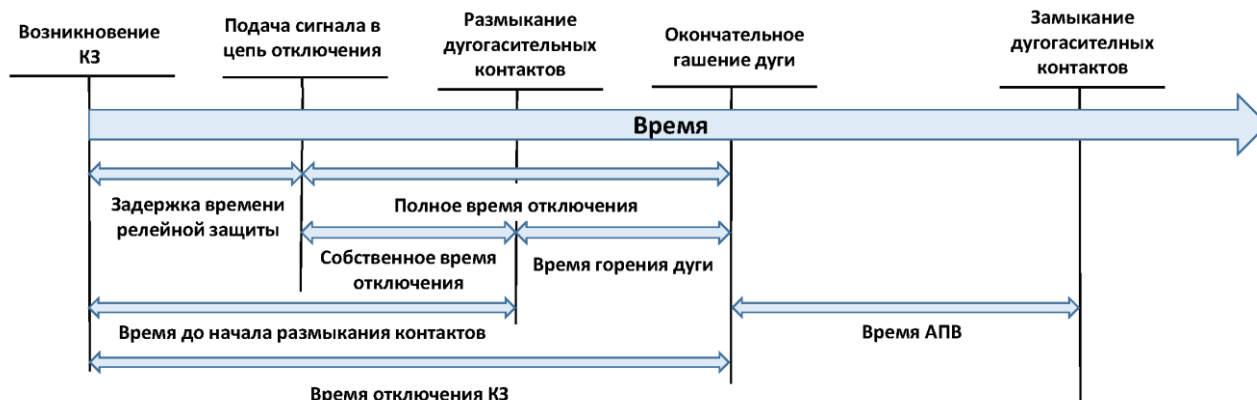 Возникновение
КЗ
Подача сигнала в
цепь отключения
Размыкание
дугогасительных
контактов
Окончательное
гашение дуги
Замыкание
дугогасителных
контактов
Время
Задержка времени
релейной защиты
Полное время отключения
Собственное время
отключения
Время горения дуги
Время до начала размыкания контактов
Время АПВ
Время отключения КЗ